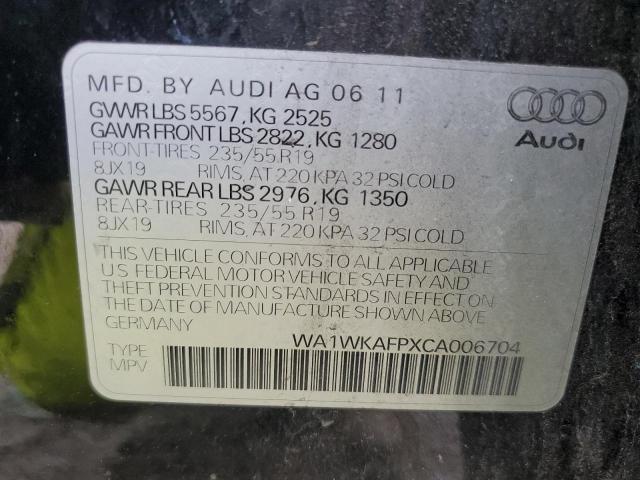 MFD. BY AUDI AG 06 11
GVWR LBS 5567, KG 2525
GAWR FRONT LBS 2822, KG 1280
FRONT-TIRES 235/55 R19
8JX19 RIMS, AT 220 KPA 32 PSI COLD
GAWR REAR LBS 2976, KG 1350
REAR-TIRES 235/55 R19
8JX19 RIMS, AT 220 KPA 32 PSI COLD
Audi
THIS VEHICLE CONFORMS TO ALL APPLICABLE
U.S FEDERAL MOTOR VEHICLE SAFETY AND
THEFT PREVENTION STANDARDS IN EFFECT ON
THE DATE OF MANUFACTURE SHOWN ABOVE
GERMANY
WA1WKAFPXCA006704
TYPE
MPV